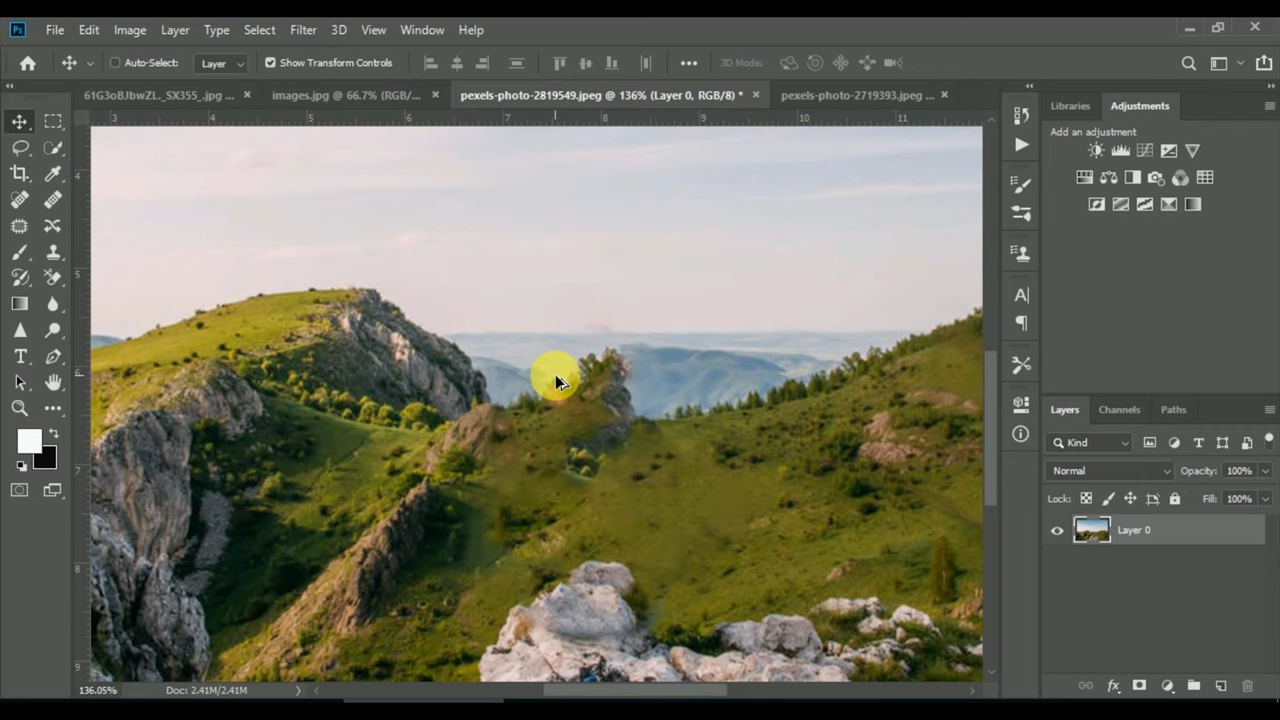 Ps File Edit Image Layer Type Select Filter 3D View Window Help
Auto-Select: Layer Show Transform Controls 3D Mode:
61G3oBJbwZL._SX355_.jpg ... images.jpg @ 66.7% (RGB/... pexels-photo-2819549.jpeg @ 136% (Layer 0, RGB/8) * pexels-photo-2719393.jpeg ...
Libraries Adjustments
3 4 5 6 7 8 9 10 11
Add an adjustment
4
5
6
7
8
9
Layers Channels Paths
Kind
Normal Opacity: 100%
Lock: Fill: 100%
Layer 0
136.05% Doc: 2.41M/2.41M